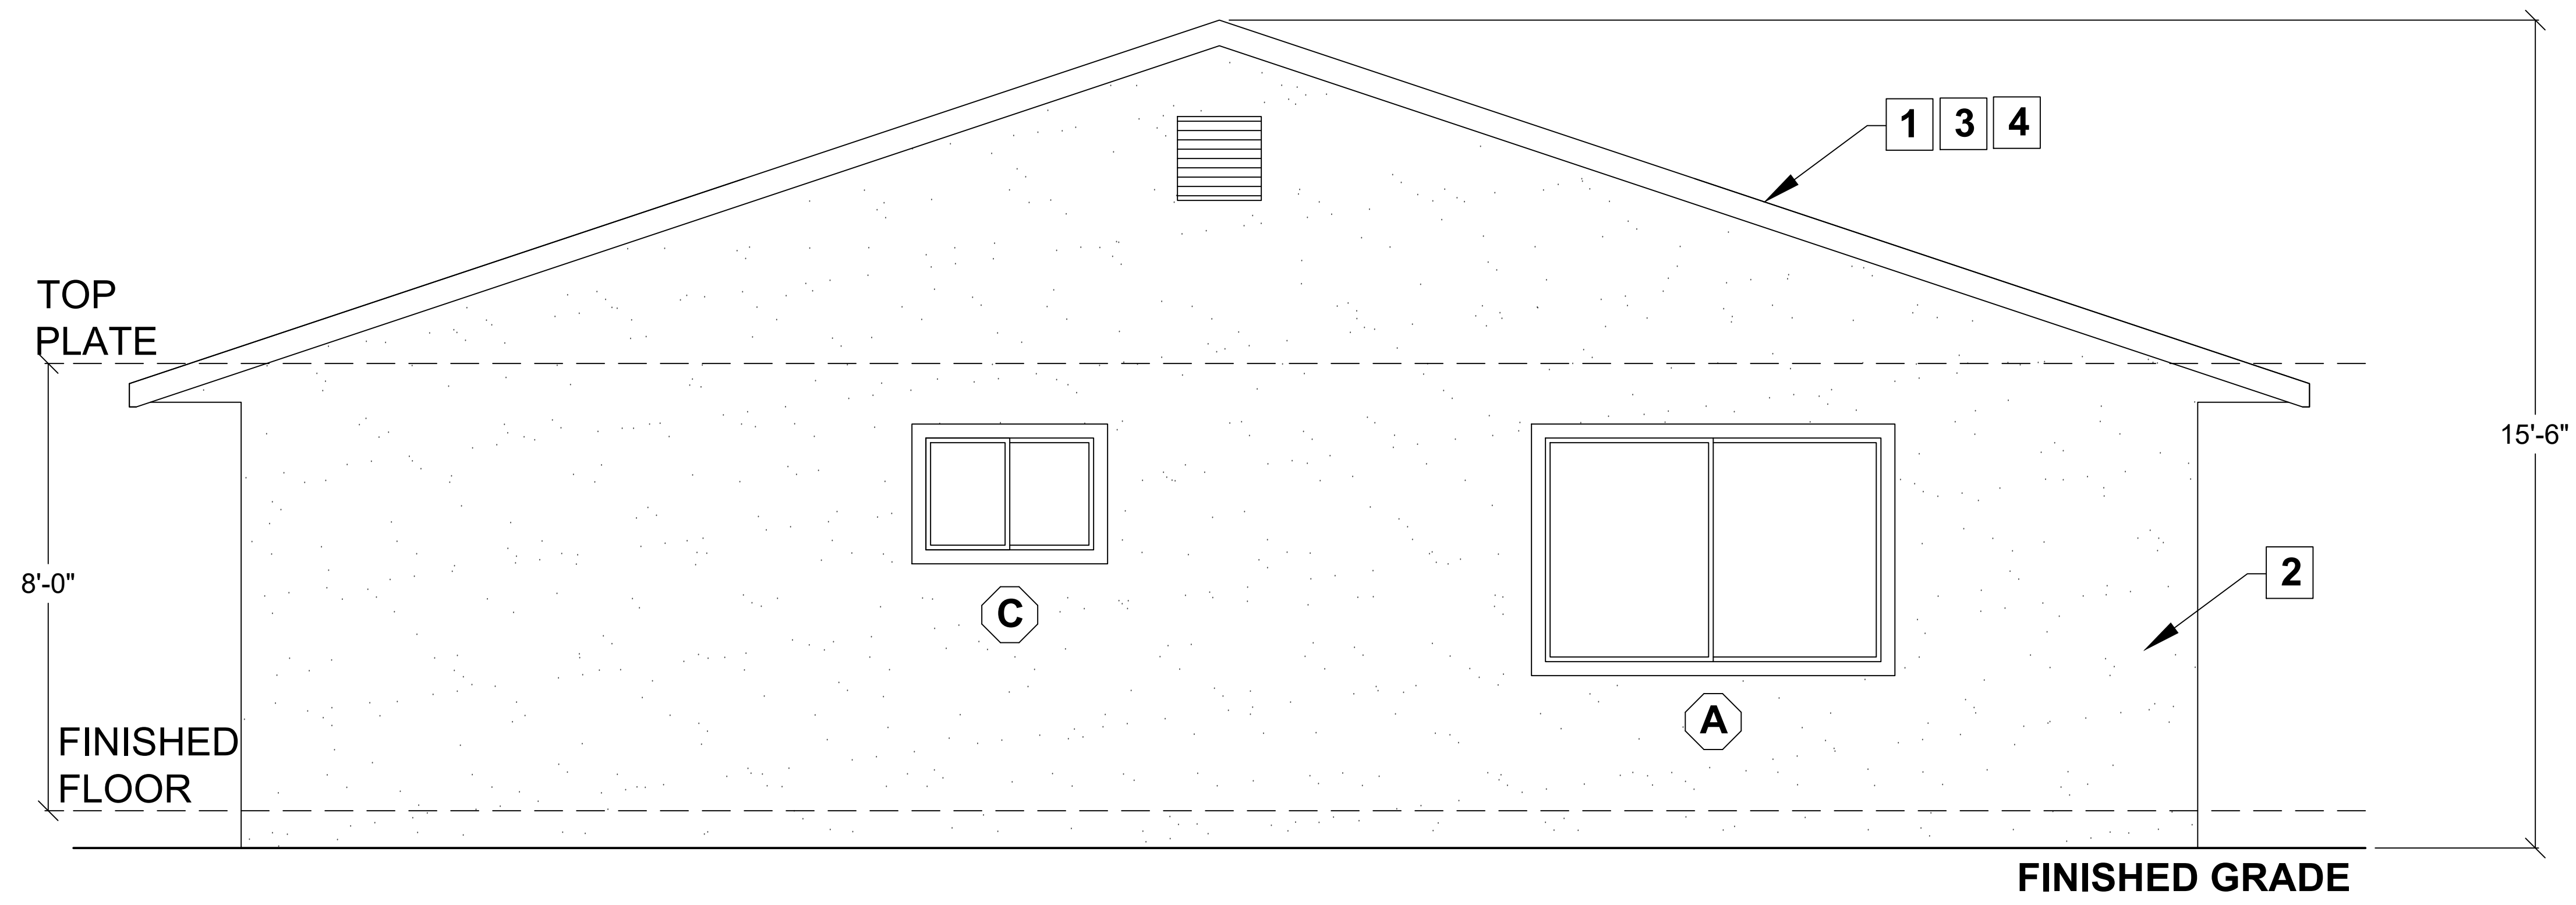 1 3 4
TOP
PLATE
15'-6"
8'-0"
2
C
A
FINISHED
FLOOR
FINISHED GRADE